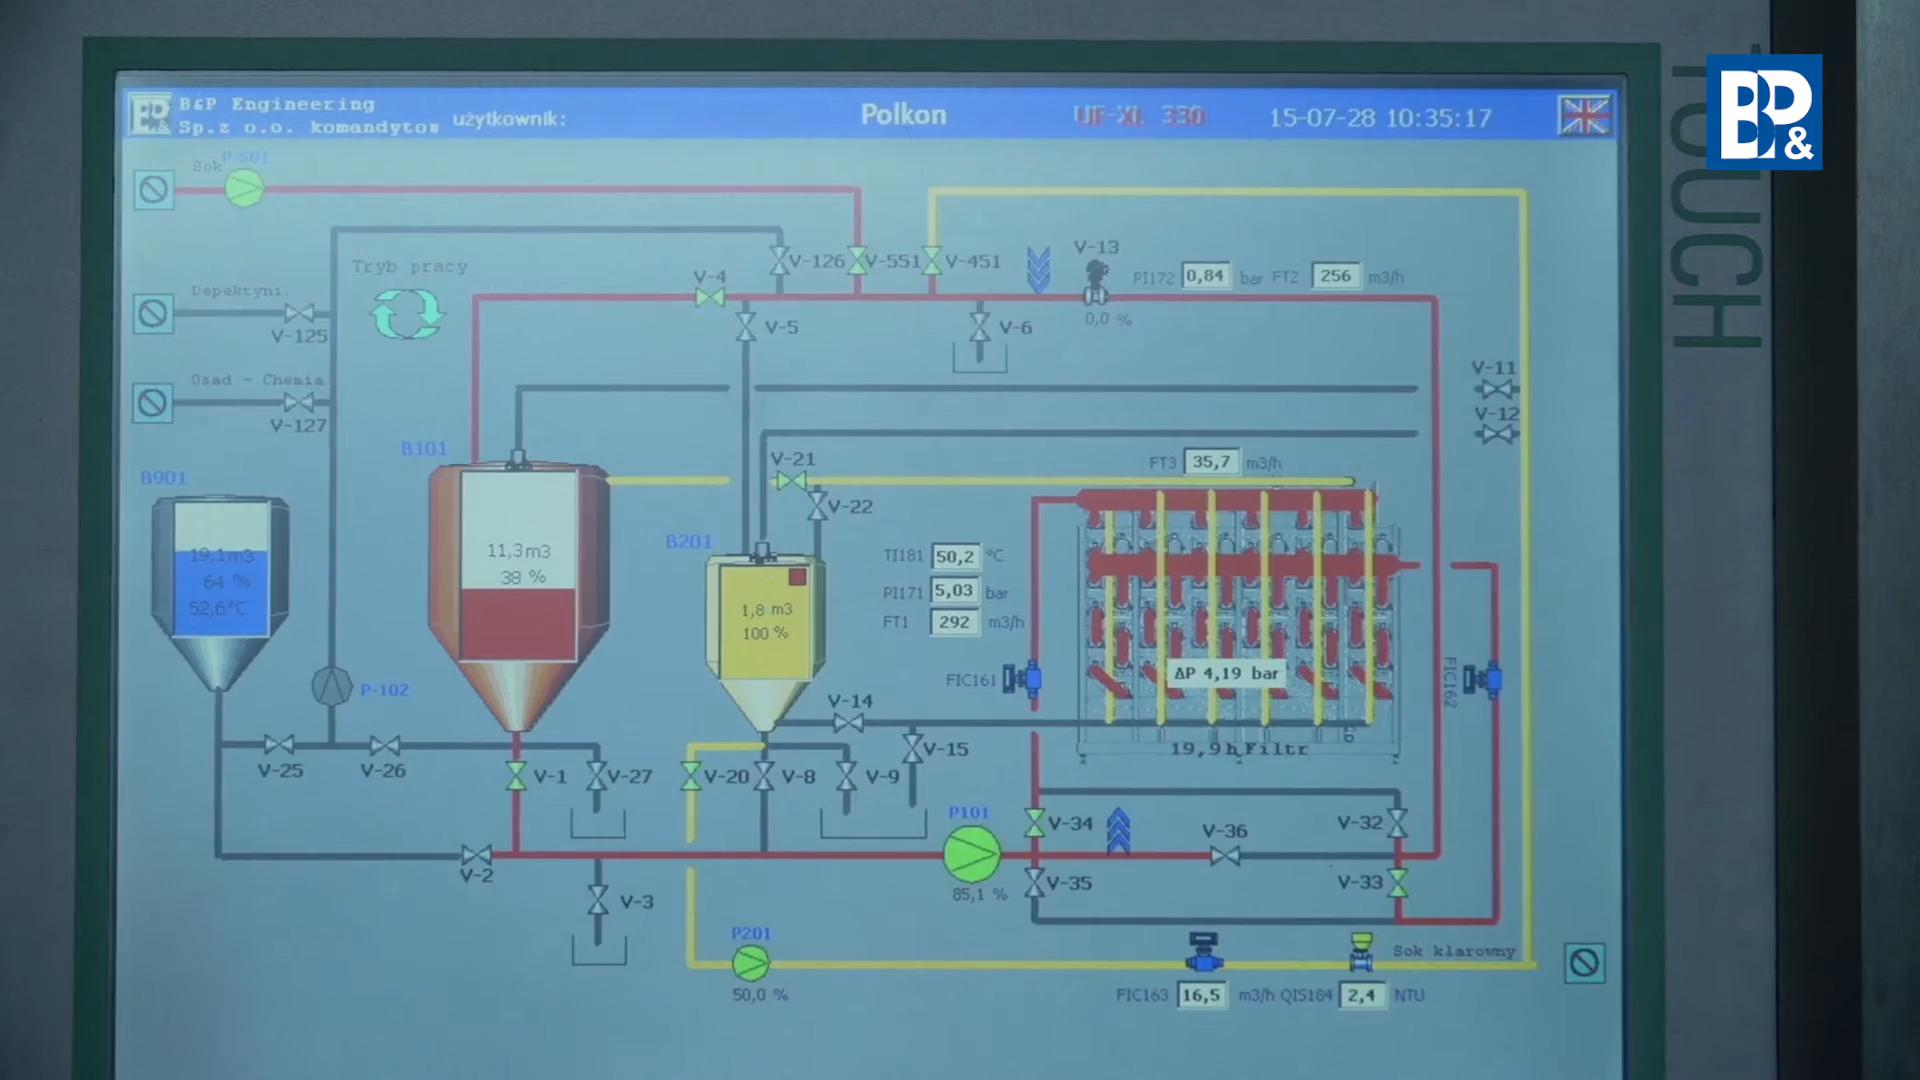 B&P Engineering
Sp.z o.o. komandytow
użytkownik:
Polkon
UF-XL 330
15-07-28 10:35:17
B&P
TOUCH
Sok
P-501
Tryb pracy
V-126
V-551
V-451
V-13
V-4
PI172 0,84 bar
FT2 256 m3/h
0,0 %
Depektyni.
V-125
V-5
V-6
Osad - Chemia
V-127
V-11
V-12
B101
B901
V-21
FT3 35,7 m3/h
V-22
B201
19,1m3
64 %
52,6°C
11,3m3
38 %
1,8 m3
100 %
TI181 50,2 °C
PI171 5,03 bar
FT1 292 m3/h
FIC161
ΔP 4,19 bar
FIC162
P-102
V-14
V-15
19,9h Filtr
V-25
V-26
V-1
V-27
V-20
V-8
V-9
P101
85,1 %
V-34
V-36
V-32
V-2
V-35
V-33
V-3
P201
50,0 %
Sok klarowny
FIC163 16,5 m3/h
QIS184 2,4 NTU